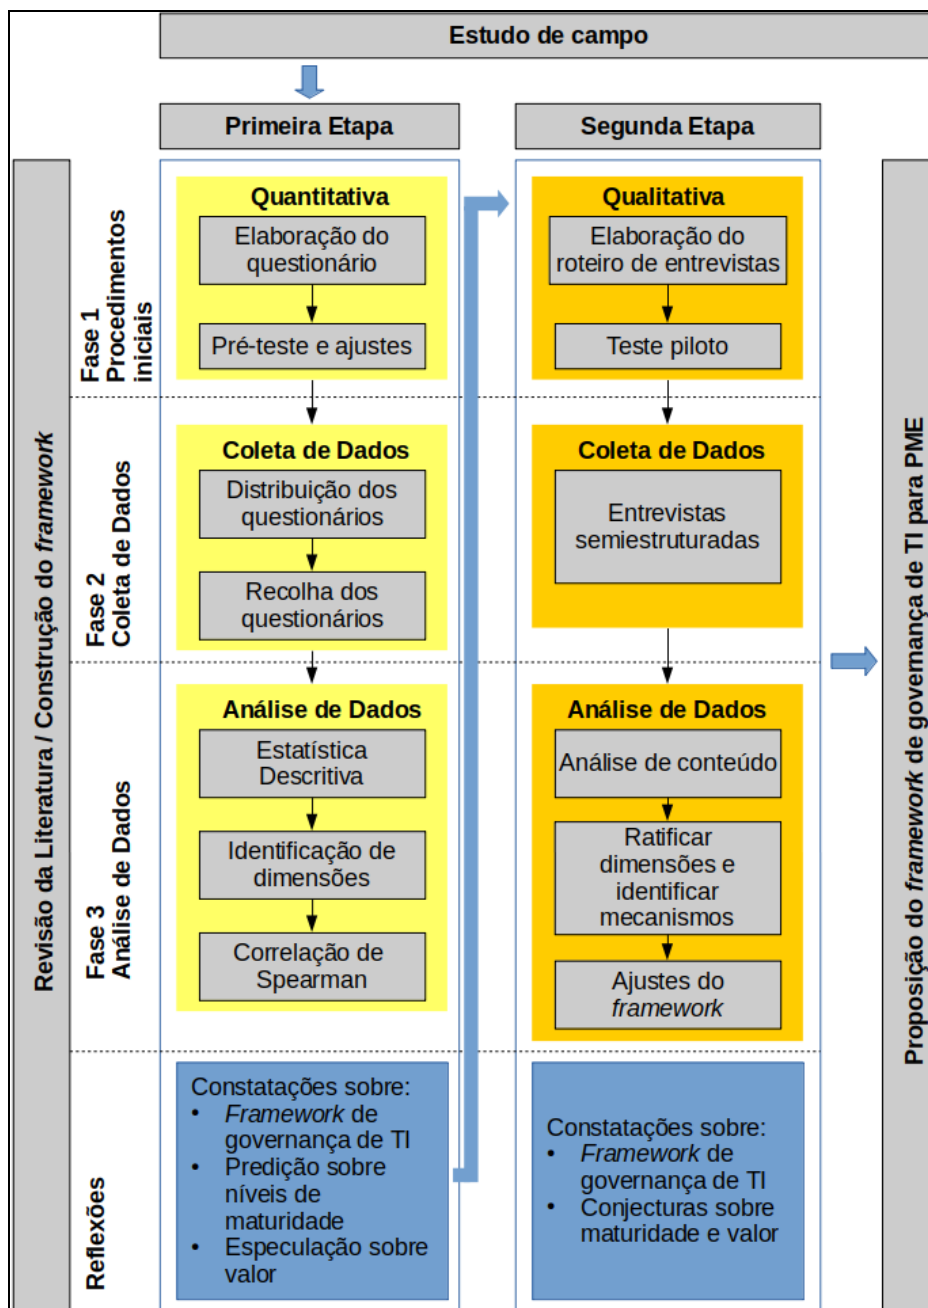 Estudo de campo
Primeira Etapa
Segunda Etapa
Revisão da Literatura / Construção do framework
Fase 1
Procedimentos
iniciais
Quantitativa
Elaboração do
questionário
Pré-teste e ajustes
Qualitativa
Elaboração do
roteiro de entrevistas
Teste piloto
Fase 2
Coleta de Dados
Coleta de Dados
Distribuição dos
questionários
Recolha dos
questionários
Coleta de Dados
Entrevistas
semiestruturadas
Fase 3
Análise de Dados
Análise de Dados
Estatística
Descritiva
Identificação de
dimensões
Correlação de
Spearman
Análise de Dados
Análise de conteúdo
Ratificar
dimensões e
identificar
mecanismos
Ajustes do
framework
Reflexões
Constatações sobre:
• Framework de
governança de TI
• Predição sobre
níveis de
maturidade
• Especulação sobre
valor
Constatações sobre:
• Framework de
governança de TI
• Conjecturas sobre
maturidade e valor
Proposição do framework de governança de TI para PME